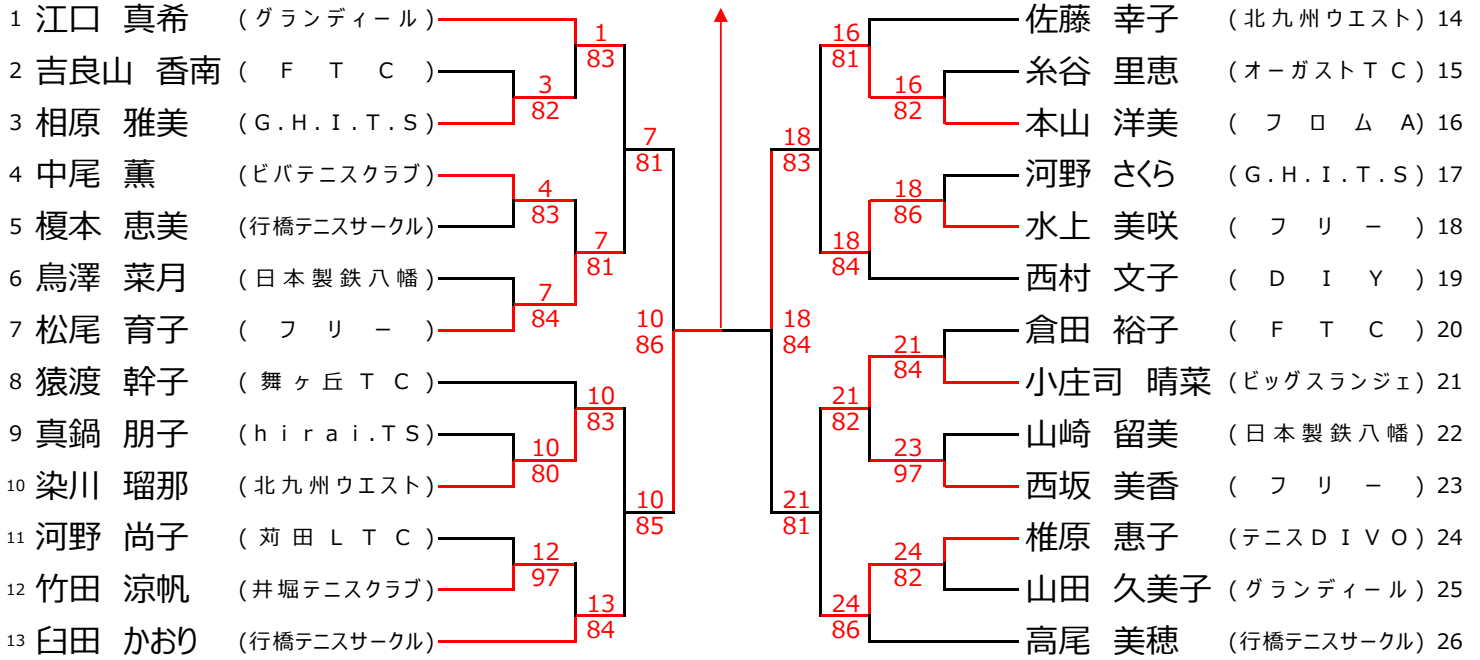 1 江口 真希 (グランディール)
2 吉良山 香南 (FTC)
3 相原 雅美 (G.H.I.T.S)
4 中尾 薫 (ビバテニスクラブ)
5 榎本 恵美 (行橋テニスサークル)
6 鳥澤 菜月 (日本製鉄八幡)
7 松尾 育子 (フリー)
8 猿渡 幹子 (舞ヶ丘TC)
9 真鍋 朋子 (hirai.TS)
10 染川 瑠那 (北九州ウエスト)
11 河野 尚子 (苅田LTC)
12 竹田 涼帆 (井堀テニスクラブ)
13 臼田 かおり (行橋テニスサークル)
1
83
3
82
4
83
7
84
7
81
7
81
10
80
10
83
12
97
13
84
10
85
10
86
18
84
16
81
16
82
18
86
18
84
18
83
21
84
23
97
21
82
24
82
24
86
21
81
佐藤 幸子 (北九州ウエスト) 14
糸谷 里恵 (オーガストTC) 15
本山 洋美 (フロムA) 16
河野 さくら (G.H.I.T.S) 17
水上 美咲 (フリー) 18
西村 文子 (DIY) 19
倉田 裕子 (FTC) 20
小庄司 晴菜 (ビッグスランジェ) 21
山崎 留美 (日本製鉄八幡) 22
西坂 美香 (フリー) 23
椎原 惠子 (テニスDIVO) 24
山田 久美子 (グランディール) 25
高尾 美穂 (行橋テニスサークル) 26